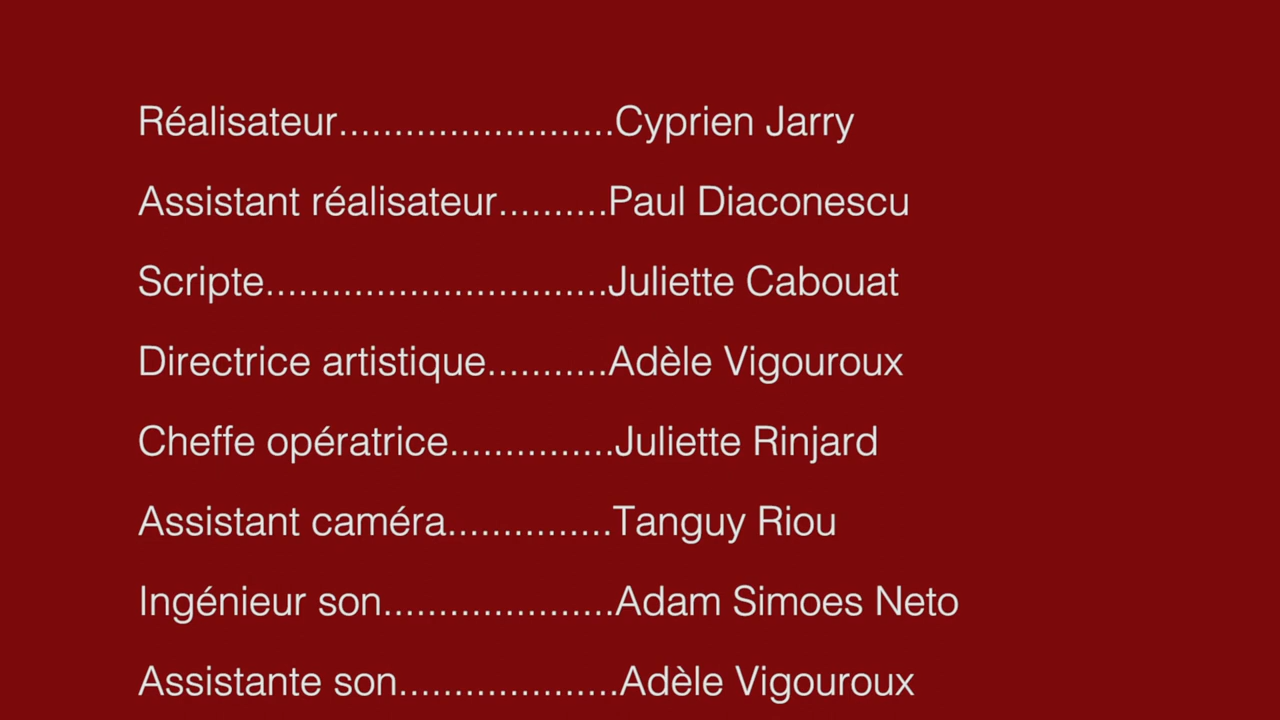 Réalisateur.........................Cyprien Jarry
Assistant réalisateur..........Paul Diaconescu
Scripte...............................Juliette Cabouat
Directrice artistique...........Adèle Vigouroux
Cheffe opératrice...............Juliette Rinjard
Assistant caméra...............Tanguy Riou
Ingénieur son.....................Adam Simoes Neto
Assistante son....................Adèle Vigouroux